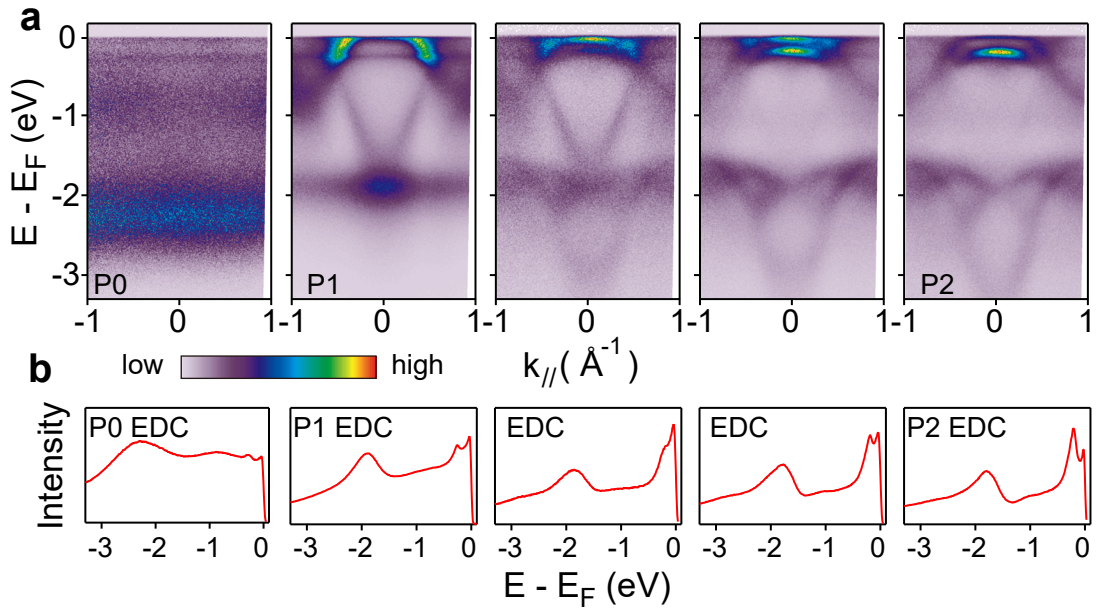 a
E - E_F (eV)
0
-1
-2
-3
P0
P1
P2
-1 0 1
-1 0 1
-1 0 1
-1 0 1
-1 0 1
low
high
k_//( Å^-1)
b
Intensity
P0 EDC
P1 EDC
EDC
EDC
P2 EDC
-3 -2 -1 0
-3 -2 -1 0
-3 -2 -1 0
-3 -2 -1 0
-3 -2 -1 0
E - E_F (eV)